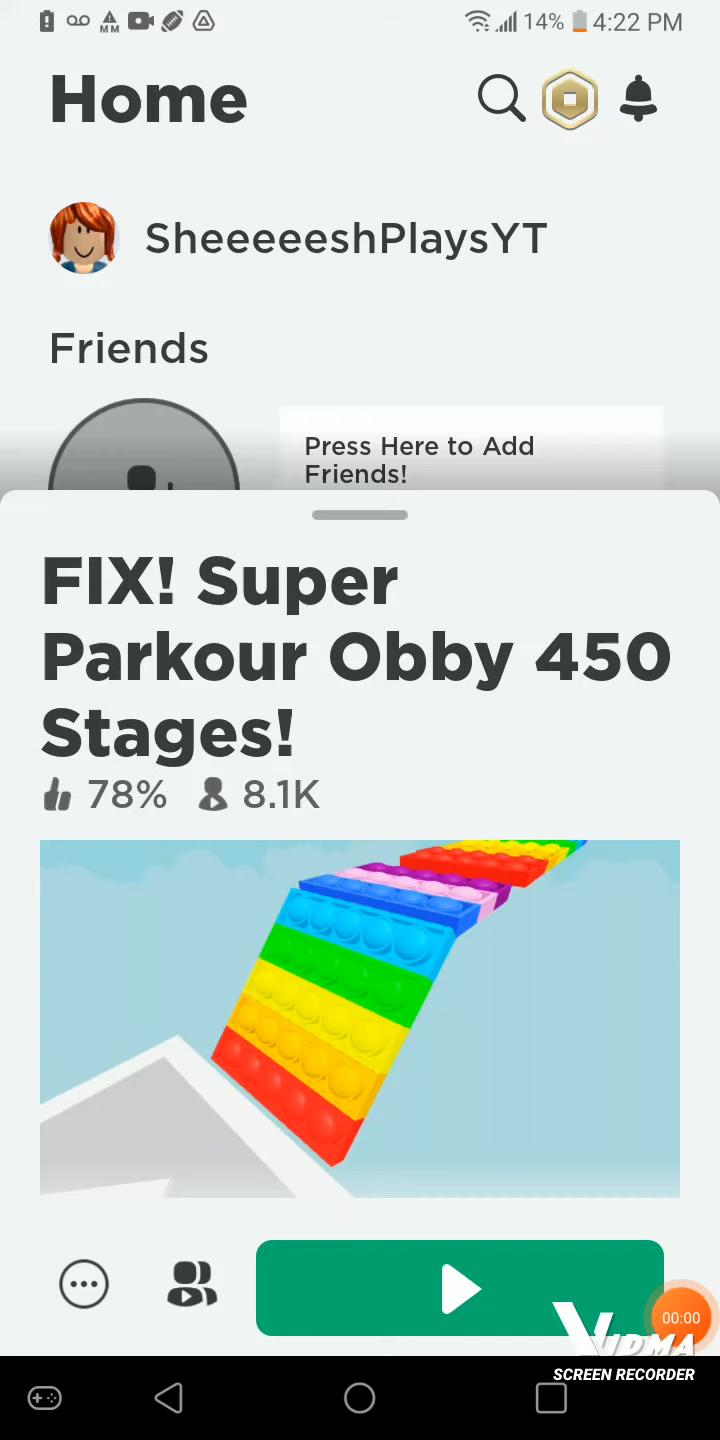 14% 4:22 PM
Home
SheeeeeshPlaysYT
Friends
Press Here to Add
Friends!
FIX! Super
Parkour Obby 450
Stages!
78% 8.1K
00:00
VIDMA
SCREEN RECORDER